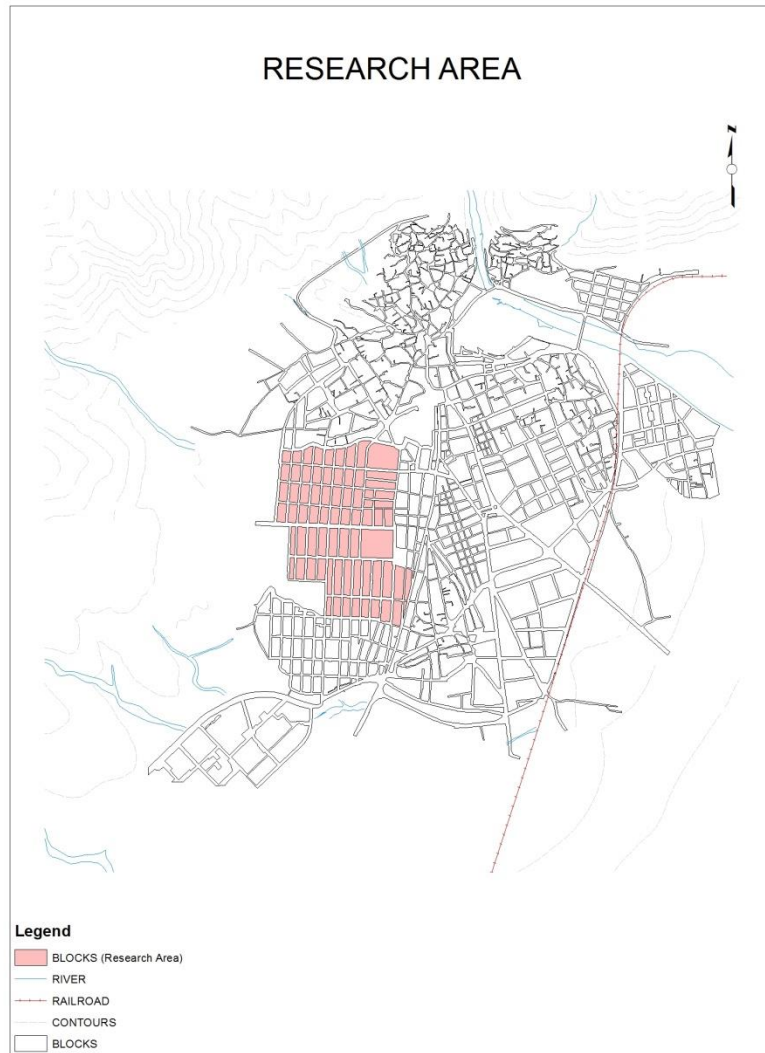 RESEARCH AREA
N
Legend
BLOCKS (Research Area)
RIVER
RAILROAD
CONTOURS
BLOCKS